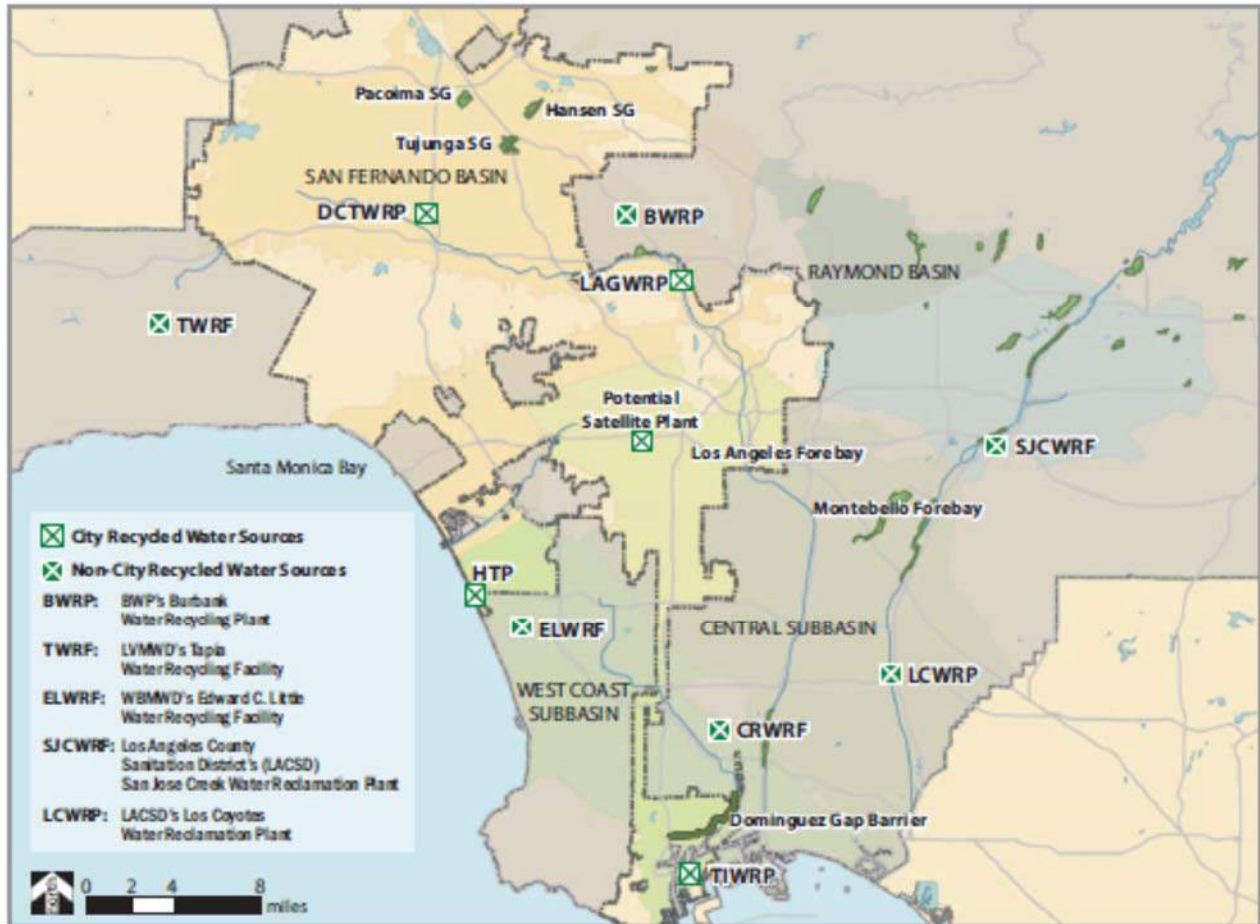 Pacoima SG
Hansen SG
Tujunga SG
SAN FERNANDO BASIN
DCTWRP
BWRP
LAGWRP
RAYMOND BASIN
TWRF
Potential
Satellite Plant
Los Angeles Forebay
SJCWRF
Santa Monica Bay
Montebello Forebay
City Recycled Water Sources
Non-City Recycled Water Sources
BWRP: BWP's Burbank
Water Recycling Plant
TWRF: LVMWD's Tapia
Water Recycling Facility
ELWRF: WBMWD's Edward C. Little
Water Recycling Facility
SJCWRF: Los Angeles County
Sanitation District's (LACSD)
San Jose Creek Water Reclamation Plant
LCWRP: LACSD's Los Coyotes
Water Reclamation Plant
HTP
ELWRF
CENTRAL SUBBASIN
LCWRP
WEST COAST
SUBBASIN
CRWRF
Dominguez Gap Barrier
TIWRP
0 2 4 8
miles